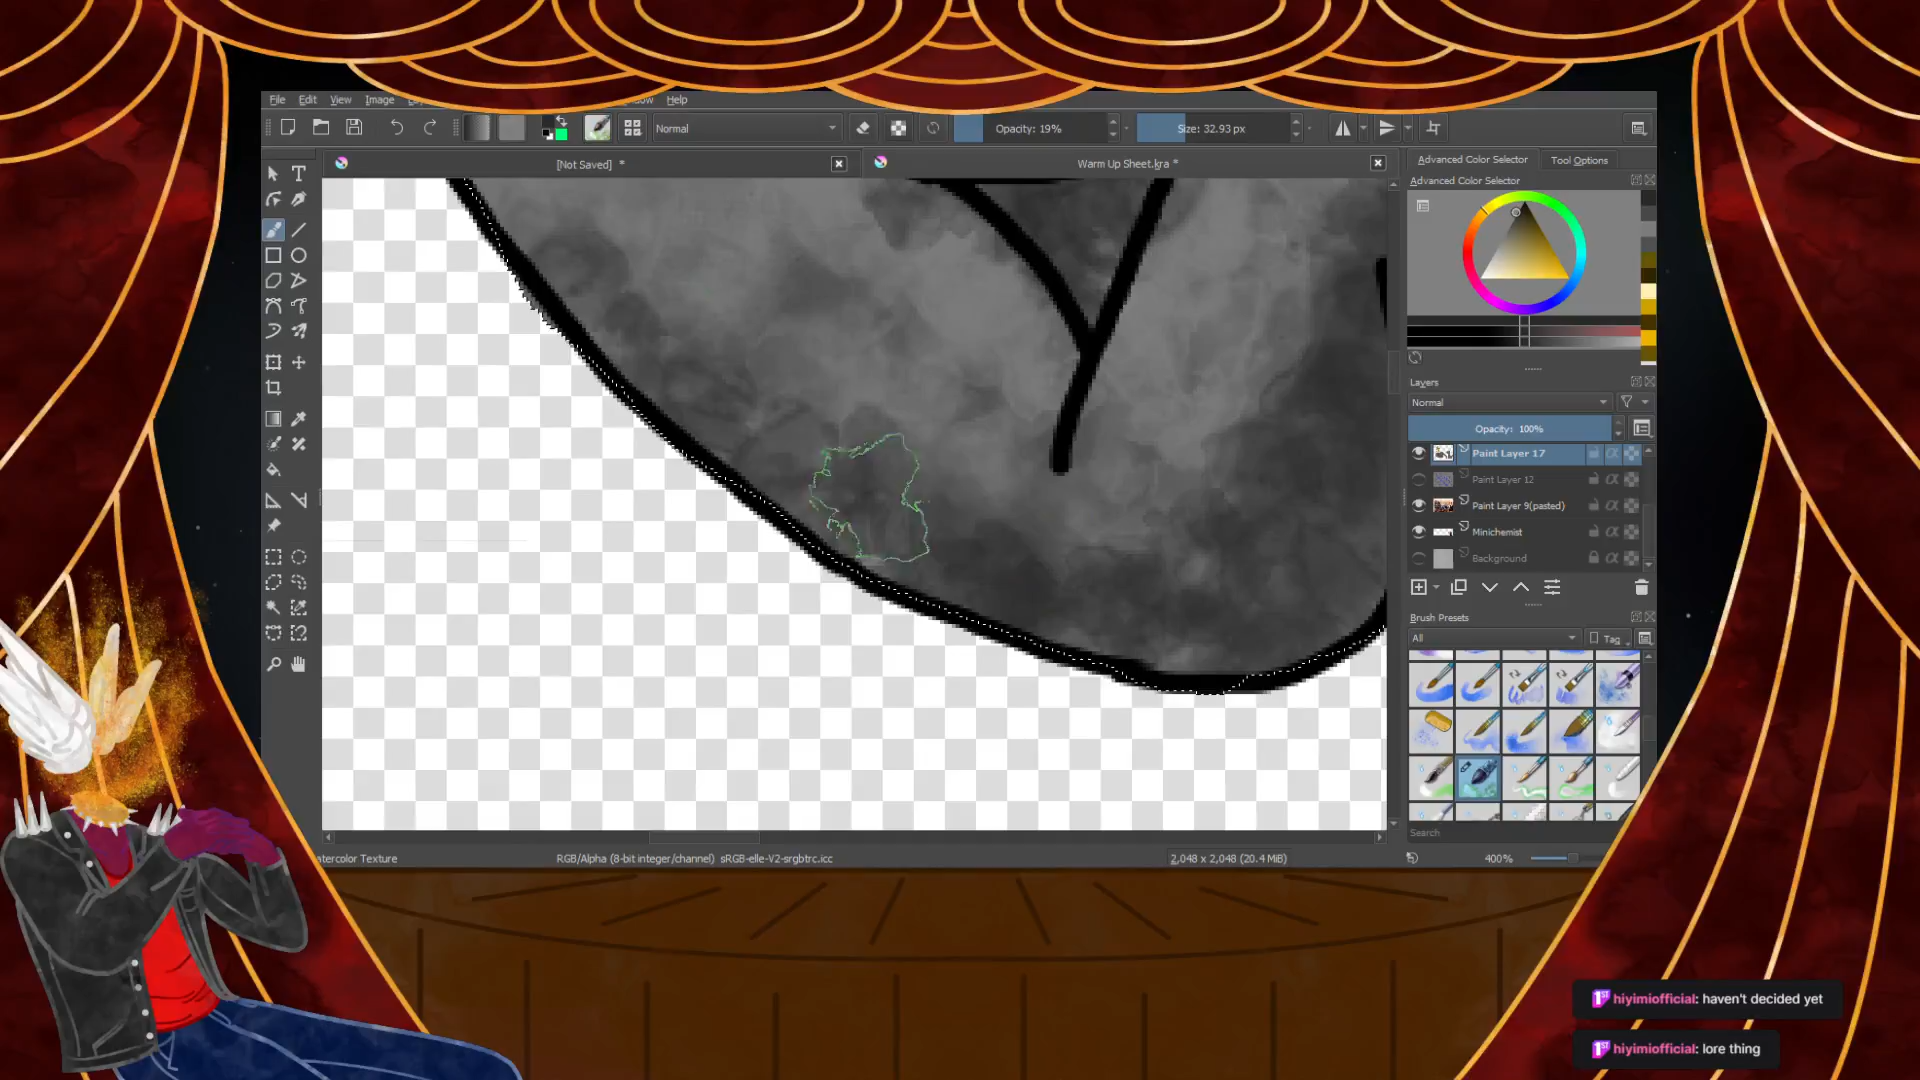 File Edit View Image Help
Normal
Opacity: 19%
Size: 32.93 px
[Not Saved] *
Warm Up Sheet.kra *
Advanced Color Selector
Tool Options
Advanced Color Selector
Layers
Normal
Opacity: 100%
Paint Layer 17
Paint Layer 12
Paint Layer 9(pasted)
Minichemist
Background
Brush Presets
All
Tag
Search
atercolor Texture
RGB/Alpha (8-bit integer/channel) sRGB-elle-V2-srgbtrc.icc
2,048 x 2,048 (20.4 MiB)
400%
1ST hiyimiofficial: haven't decided yet
1ST hiyimiofficial: lore thing